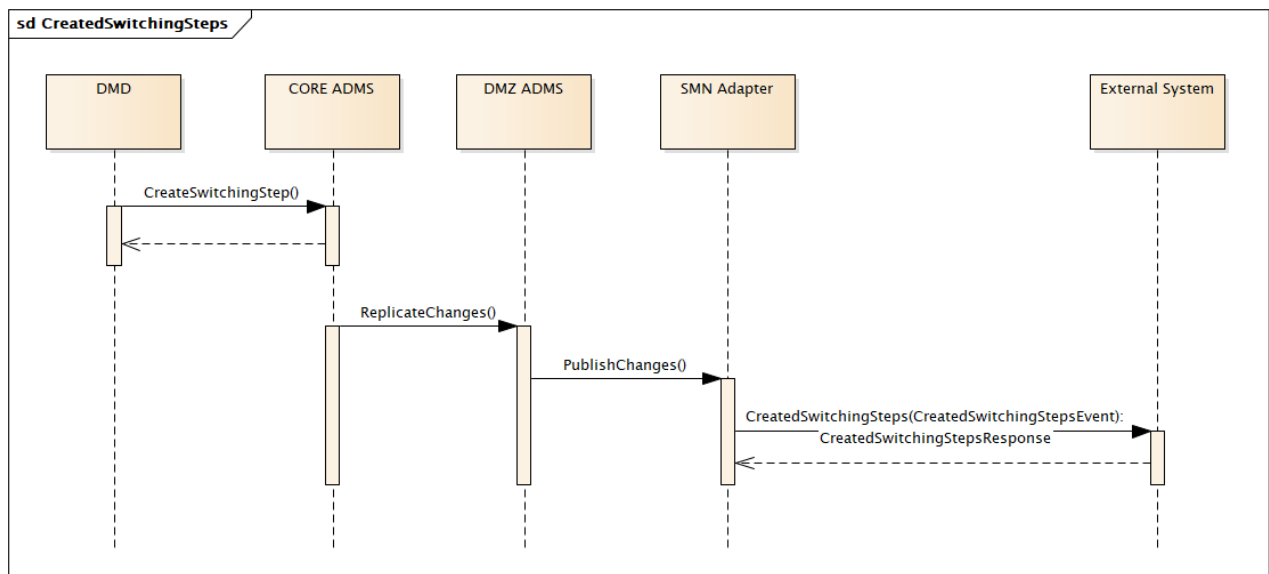 sd CreatedSwitchingSteps
DMD
CORE ADMS
DMZ ADMS
SMN Adapter
External System
CreateSwitchingStep()
ReplicateChanges()
PublishChanges()
CreatedSwitchingSteps(CreatedSwitchingStepsEvent):
CreatedSwitchingStepsResponse